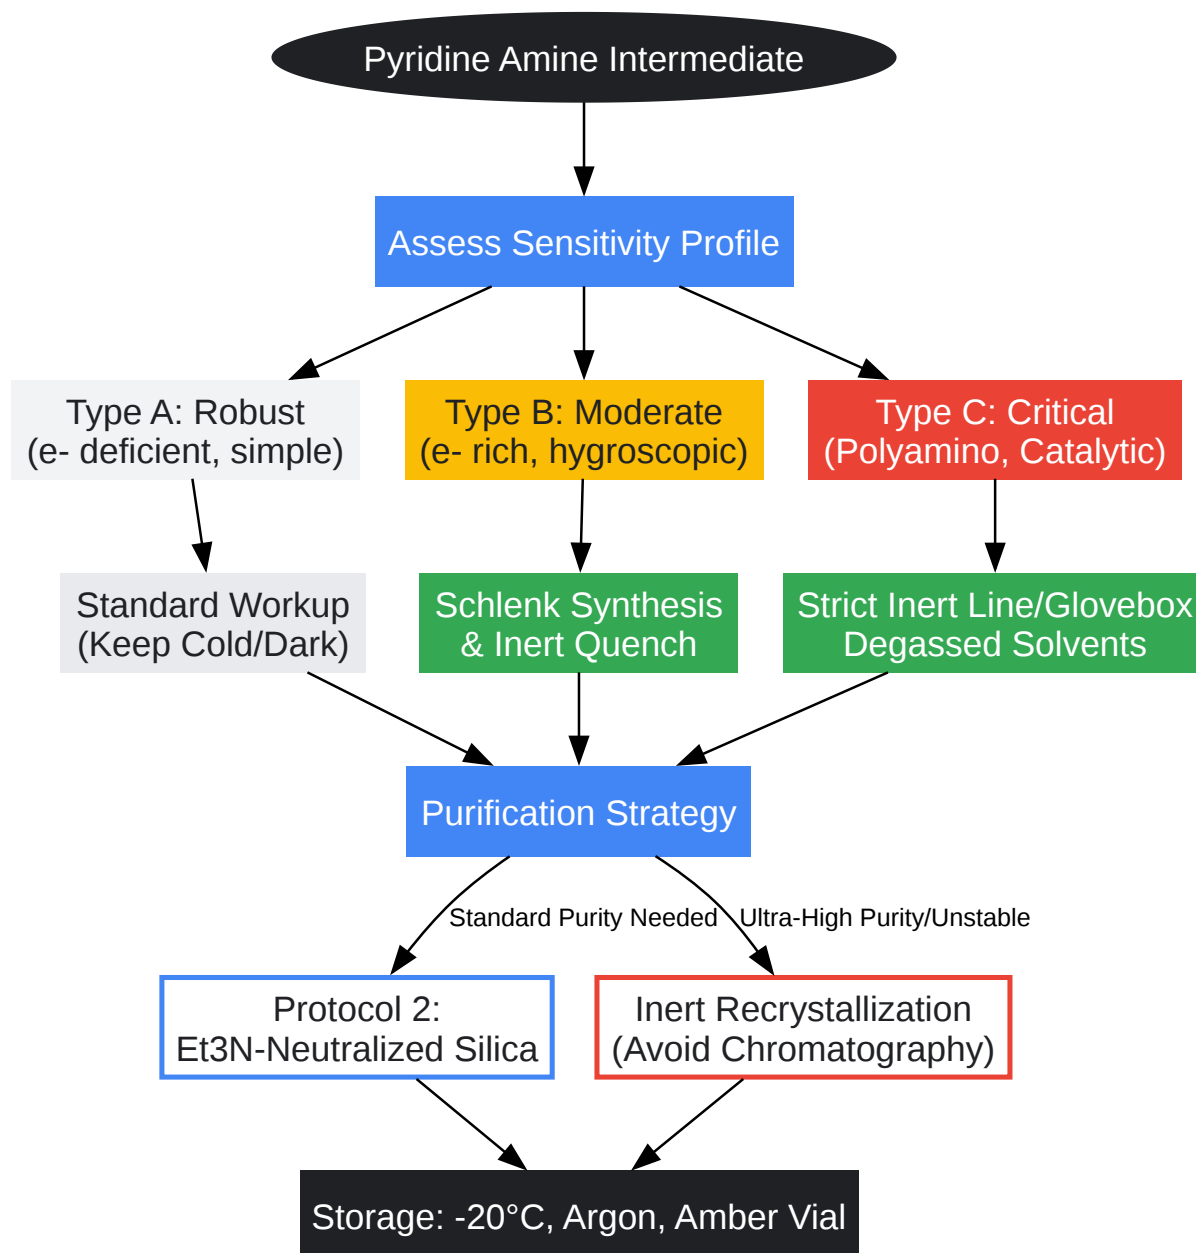 Pyridine Amine Intermediate
Assess Sensitivity Profile
Type A: Robust
(e- deficient, simple)
Type B: Moderate
(e- rich, hygroscopic)
Type C: Critical
(Polyamino, Catalytic)
Standard Workup
(Keep Cold/Dark)
Schlenk Synthesis
& Inert Quench
Strict Inert Line/Glovebox
Degassed Solvents
Purification Strategy
Standard Purity Needed
Ultra-High Purity/Unstable
Protocol 2:
Et3N-Neutralized Silica
Inert Recrystallization
(Avoid Chromatography)
Storage: -20°C, Argon, Amber Vial